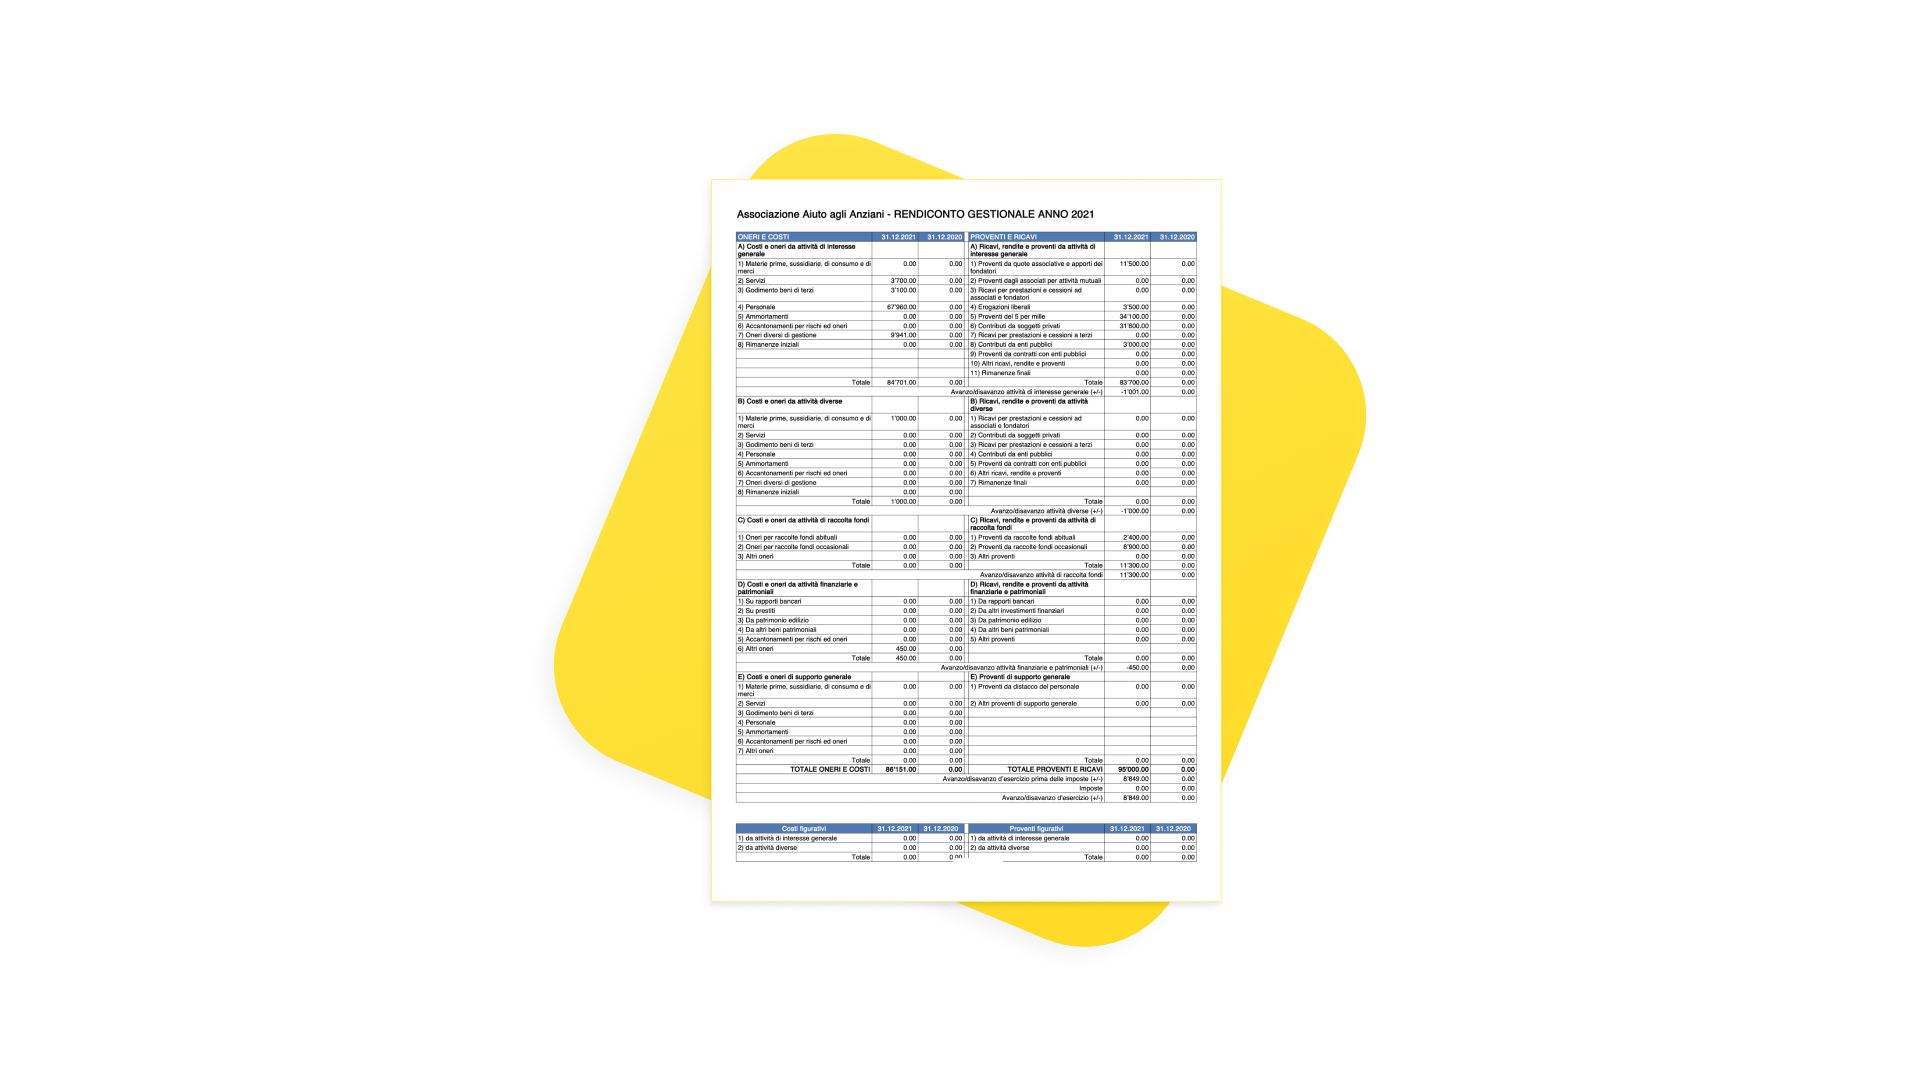 Associazione Aiuto agli Anziani - RENDICONTO GESTIONALE ANNO 2021
ONERI E COSTI 31.12.2021 31.12.2020 PROVENTI E RICAVI 31.12.2021 31.12.2020
A) Costi e oneri da attività di interesse generale A) Ricavi, rendite e proventi da attività di interesse generale
1) Materie prime, sussidiarie, di consumo e di merci 0.00 0.00 1) Proventi da quote associative e apporti dei fondatori 11'500.00 0.00
2) Servizi 3'700.00 0.00 2) Proventi dagli associati per attività mutuali 0.00 0.00
3) Godimento beni di terzi 3'100.00 0.00 3) Ricavi per prestazioni e cessioni ad associati e fondatori 0.00 0.00
4) Personale 67'960.00 0.00 4) Erogazioni liberali 3'500.00 0.00
5) Ammortamenti 0.00 0.00 5) Proventi del 5 per mille 34'100.00 0.00
6) Accantonamenti per rischi ed oneri 0.00 0.00 6) Contributi da soggetti privati 31'600.00 0.00
7) Oneri diversi di gestione 9'941.00 0.00 7) Ricavi per prestazioni e cessioni a terzi 0.00 0.00
8) Rimanenze iniziali 0.00 0.00 8) Contributi da enti pubblici 3'000.00 0.00
9) Proventi da contratti con enti pubblici 0.00 0.00
10) Altri ricavi, rendite e proventi 0.00 0.00
11) Rimanenze finali 0.00 0.00
Totale 84'701.00 0.00 Totale 83'700.00 0.00
Avanzo/disavanzo attività di interesse generale (+/-) -1'001.00 0.00
B) Costi e oneri da attività diverse B) Ricavi, rendite e proventi da attività diverse
1) Materie prime, sussidiarie, di consumo e di merci 1'000.00 0.00 1) Ricavi per prestazioni e cessioni ad associati e fondatori 0.00 0.00
2) Servizi 0.00 0.00 2) Contributi da soggetti privati 0.00 0.00
3) Godimento beni di terzi 0.00 0.00 3) Ricavi per prestazioni e cessioni a terzi 0.00 0.00
4) Personale 0.00 0.00 4) Contributi da enti pubblici 0.00 0.00
5) Ammortamenti 0.00 0.00 5) Proventi da contratti con enti pubblici 0.00 0.00
6) Accantonamenti per rischi ed oneri 0.00 0.00 6) Altri ricavi, rendite e proventi 0.00 0.00
7) Oneri diversi di gestione 0.00 0.00 7) Rimanenze finali 0.00 0.00
8) Rimanenze iniziali 0.00 0.00
Totale 1'000.00 0.00 Totale 0.00 0.00
Avanzo/disavanzo attività diverse (+/-) -1'000.00 0.00
C) Costi e oneri da attività di raccolta fondi C) Ricavi, rendite e proventi da attività di raccolta fondi
1) Oneri per raccolte fondi abituali 0.00 0.00 1) Proventi da raccolte fondi abituali 2'400.00 0.00
2) Oneri per raccolte fondi occasionali 0.00 0.00 2) Proventi da raccolte fondi occasionali 8'900.00 0.00
3) Altri oneri 0.00 0.00 3) Altri proventi 0.00 0.00
Totale 0.00 0.00 Totale 11'300.00 0.00
Avanzo/disavanzo attività di raccolta fondi 11'300.00 0.00
D) Costi e oneri da attività finanziarie e patrimoniali D) Ricavi, rendite e proventi da attività finanziarie e patrimoniali
1) Su rapporti bancari 0.00 0.00 1) Da rapporti bancari 0.00 0.00
2) Su prestiti 0.00 0.00 2) Da altri investimenti finanziari 0.00 0.00
3) Da patrimonio edilizio 0.00 0.00 3) Da patrimonio edilizio 0.00 0.00
4) Da altri beni patrimoniali 0.00 0.00 4) Da altri beni patrimoniali 0.00 0.00
5) Accantonamenti per rischi ed oneri 0.00 0.00 5) Altri proventi 0.00 0.00
6) Altri oneri 450.00 0.00
Totale 450.00 0.00 Totale 0.00 0.00
Avanzo/disavanzo attività finanziarie e patrimoniali (+/-) -450.00 0.00
E) Costi e oneri di supporto generale E) Proventi di supporto generale
1) Materie prime, sussidiarie, di consumo e di merci 0.00 0.00 1) Proventi da distacco del personale 0.00 0.00
2) Servizi 0.00 0.00 2) Altri proventi di supporto generale 0.00 0.00
3) Godimento beni di terzi 0.00 0.00
4) Personale 0.00 0.00
5) Ammortamenti 0.00 0.00
6) Accantonamenti per rischi ed oneri 0.00 0.00
7) Altri oneri 0.00 0.00
Totale 0.00 0.00 Totale 0.00 0.00
TOTALE ONERI E COSTI 86'151.00 0.00 TOTALE PROVENTI E RICAVI 95'000.00 0.00
Avanzo/disavanzo d'esercizio prima delle imposte (+/-) 8'849.00 0.00
Imposte 0.00 0.00
Avanzo/disavanzo d'esercizio (+/-) 8'849.00 0.00
Costi figurativi 31.12.2021 31.12.2020 Proventi figurativi 31.12.2021 31.12.2020
1) da attività di interesse generale 0.00 0.00 1) da attività di interesse generale 0.00 0.00
2) da attività diverse 0.00 0.00 2) da attività diverse 0.00 0.00
Totale 0.00 Totale 0.00 0.00